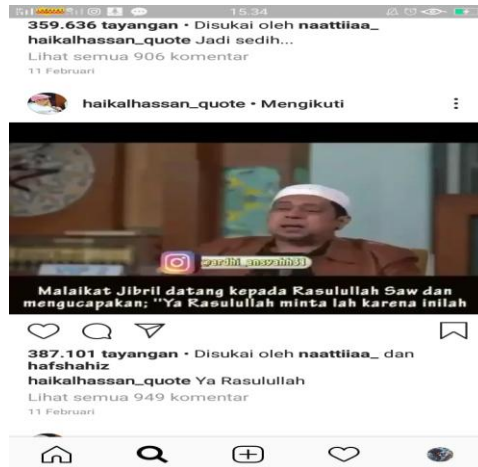 15.34
359.636 tayangan • Disukai oleh naattiiaa_
haikalhassan_quote Jadi sedih...
Lihat semua 906 komentar
11 Februari
haikalhassan_quote • Mengikuti
Malaikat Jibril datang kepada Rasulullah Saw dan
mengucapakan; "Ya Rasulullah minta lah karena inilah
387.101 tayangan • Disukai oleh naattiiaa_ dan
hafshahiz
haikalhassan_quote Ya Rasulullah
Lihat semua 949 komentar
11 Februari